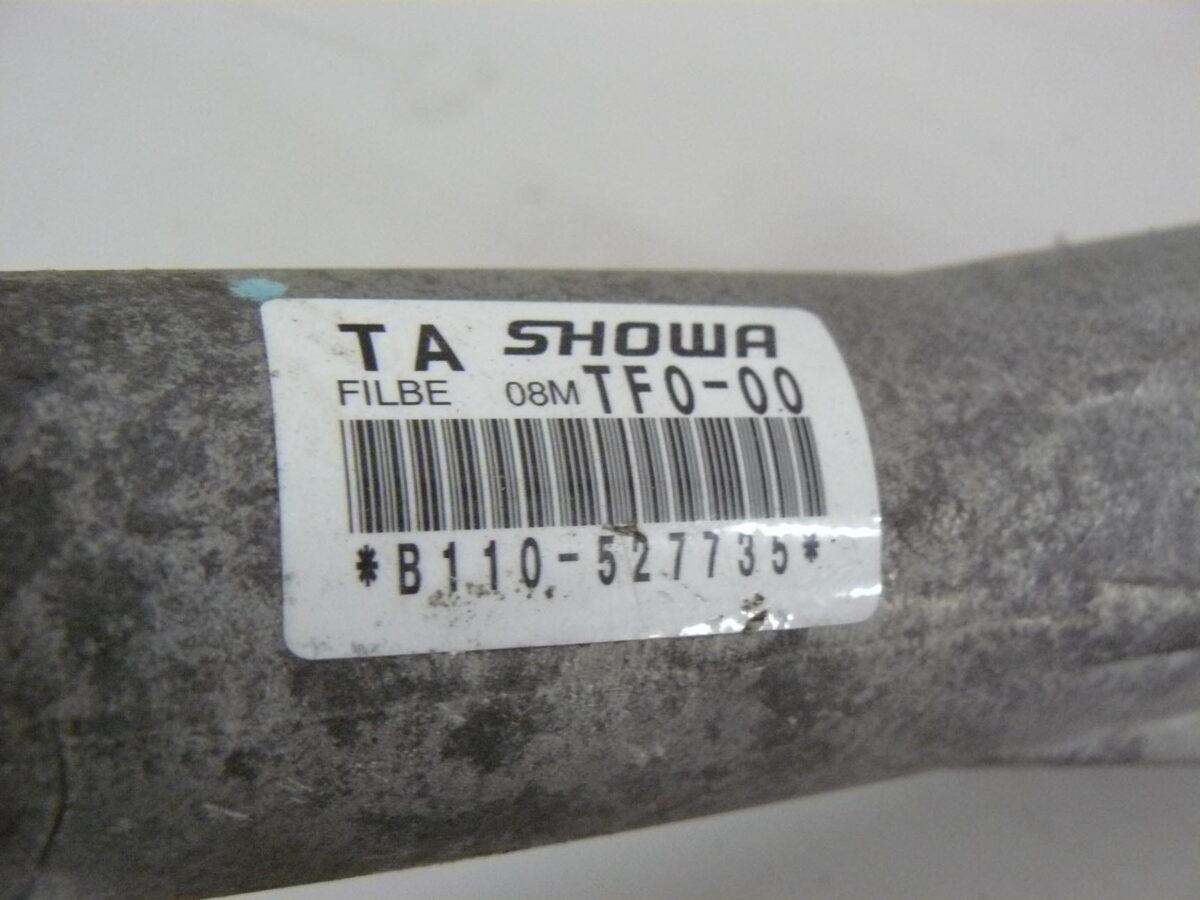 TA SHOWA
FILBE 08M TF0-00
*B110-527735*